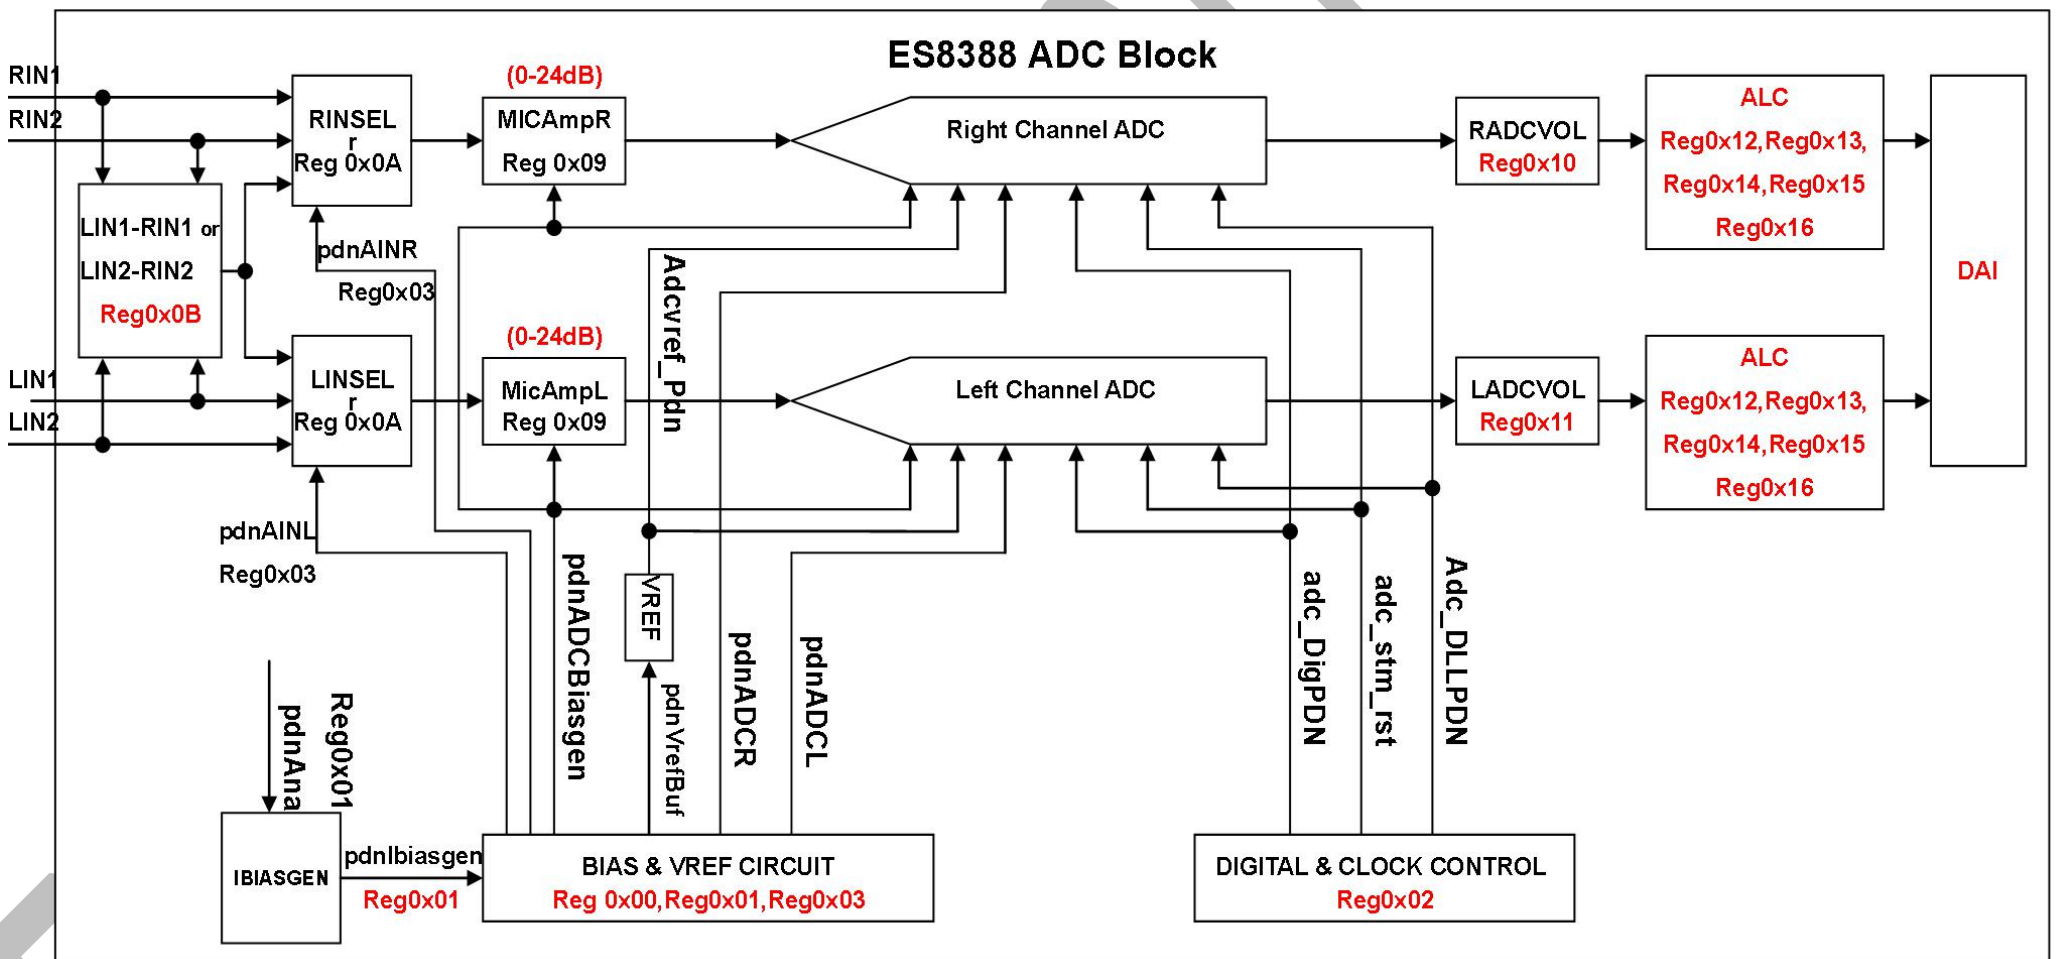 ES8388 ADC Block
RIN1
RIN2
RINSEL
r
Reg 0x0A
(0-24dB)
MICAmpR
Reg 0x09
Right Channel ADC
RADCVOL
Reg0x10
ALC
Reg0x12,Reg0x13,
Reg0x14,Reg0x15
Reg0x16
DAI
LIN1-RIN1 or
LIN2-RIN2
Reg0x0B
pdnAINR
Reg0x03
Adcvref_Pdn
LIN1
LIN2
LINSEL
r
Reg 0x0A
(0-24dB)
MicAmpL
Reg 0x09
Left Channel ADC
LADCVOL
Reg0x11
ALC
Reg0x12,Reg0x13,
Reg0x14,Reg0x15
Reg0x16
pdnAINL
Reg0x03
pdnADCBiasgen
VREF
pdnVrefBuf
pdnADCR
pdnADCL
adc_DigPDN
adc_stm_rst
Adc_DLLPDN
Reg0x01
pdnAna
IBIASGEN
pdnIbiasgen
Reg0x01
BIAS & VREF CIRCUIT
Reg 0x00,Reg0x01,Reg0x03
DIGITAL & CLOCK CONTROL
Reg0x02